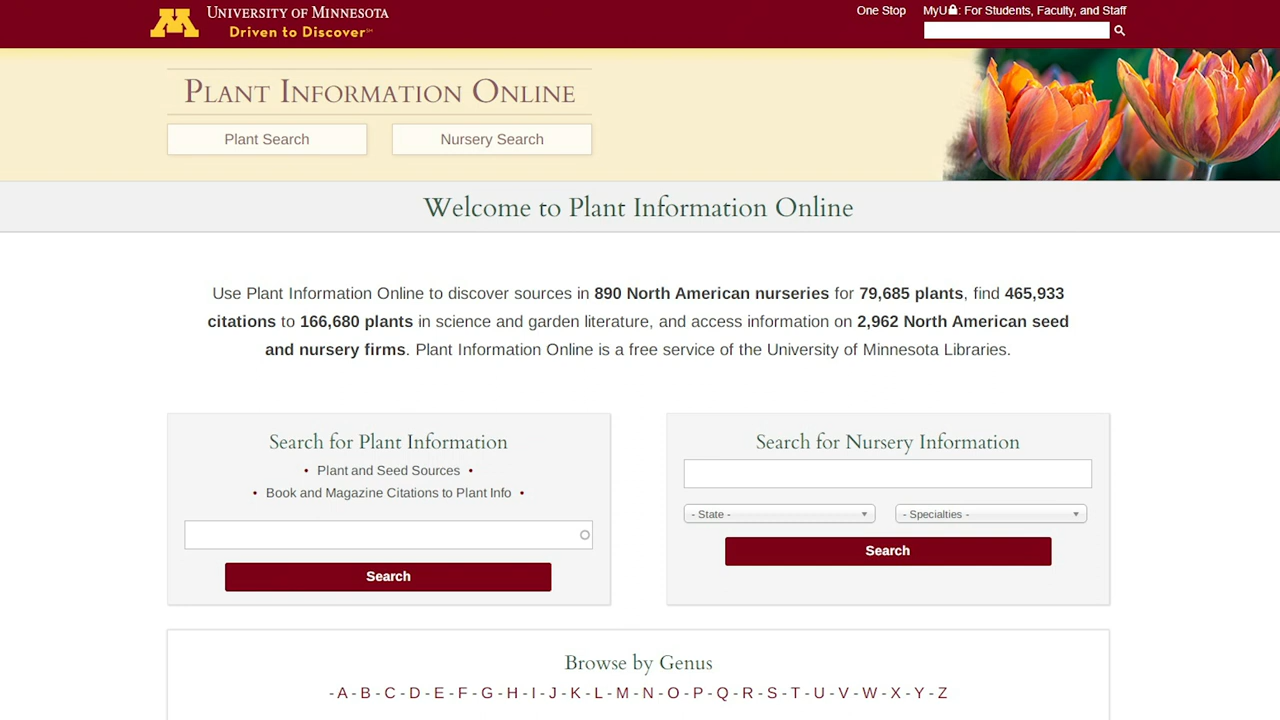 UNIVERSITY OF MINNESOTA
Driven to Discover℠
One Stop
MyU: For Students, Faculty, and Staff
PLANT INFORMATION ONLINE
Plant Search
Nursery Search
Welcome to Plant Information Online
Use Plant Information Online to discover sources in 890 North American nurseries for 79,685 plants, find 465,933
citations to 166,680 plants in science and garden literature, and access information on 2,962 North American seed
and nursery firms. Plant Information Online is a free service of the University of Minnesota Libraries.
Search for Plant Information
• Plant and Seed Sources •
• Book and Magazine Citations to Plant Info •
Search
Search for Nursery Information
- State -
- Specialties -
Search
Browse by Genus
- A - B - C - D - E - F - G - H - I - J - K - L - M - N - O - P - Q - R - S - T - U - V - W - X - Y - Z